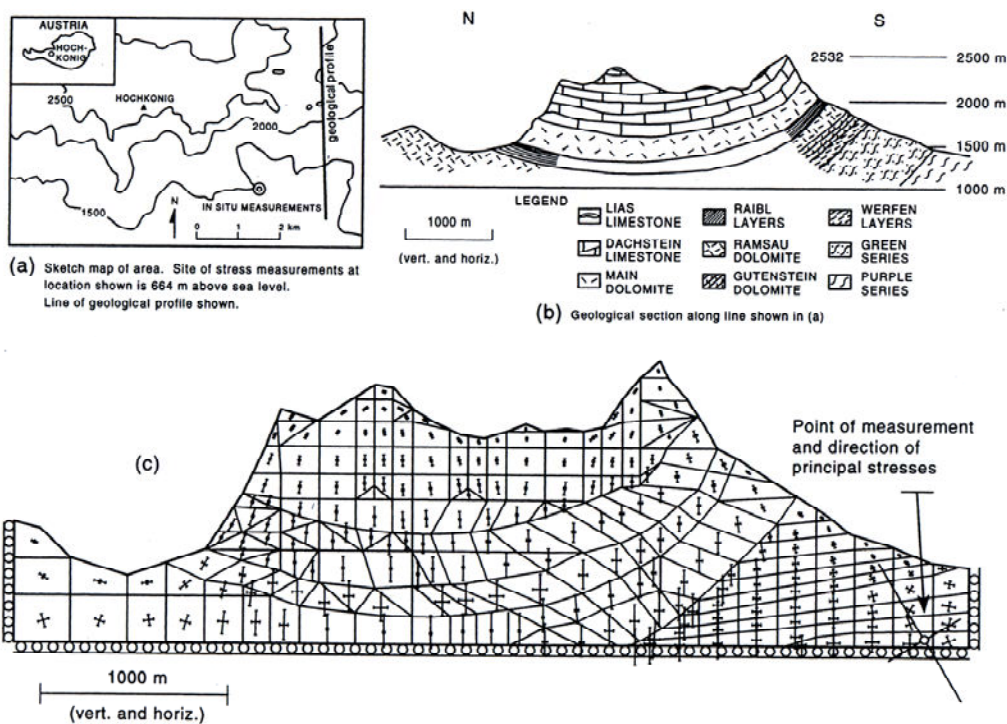 AUSTRIA
HOCH-
KONIG
2500
HOCHKONIG
2000
geological profile
1500
N
IN SITU MEASUREMENTS
0 1 2 km
(a) Sketch map of area. Site of stress measurements at
location shown is 664 m above sea level.
Line of geological profile shown.
N
S
2532
2500 m
2000 m
1500 m
1000 m
LEGEND
1000 m
(vert. and horiz.)
LIAS
LIMESTONE
RAIBL
LAYERS
WERFEN
LAYERS
DACHSTEIN
LIMESTONE
RAMSAU
DOLOMITE
GREEN
SERIES
MAIN
DOLOMITE
GUTENSTEIN
DOLOMITE
PURPLE
SERIES
(b) Geological section along line shown in (a)
(c)
Point of measurement
and direction of
principal stresses
1000 m
(vert. and horiz.)